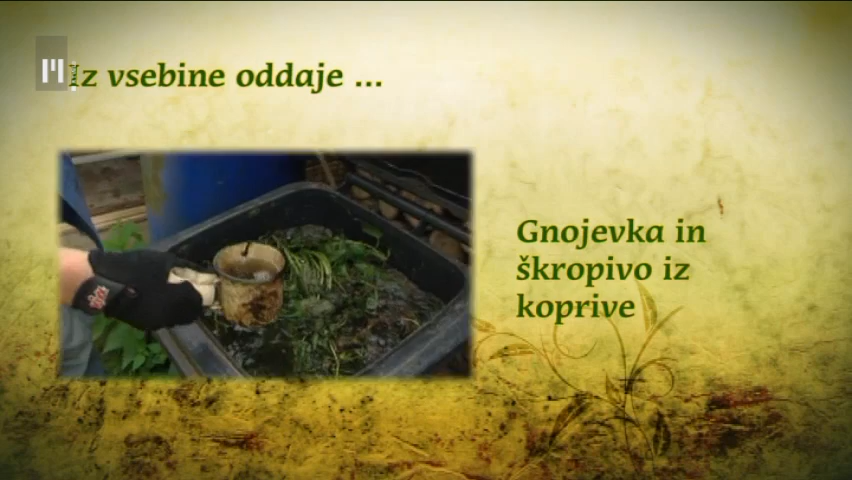 iz vsebine oddaje ...
Gnojevka in
škropivo iz
koprive